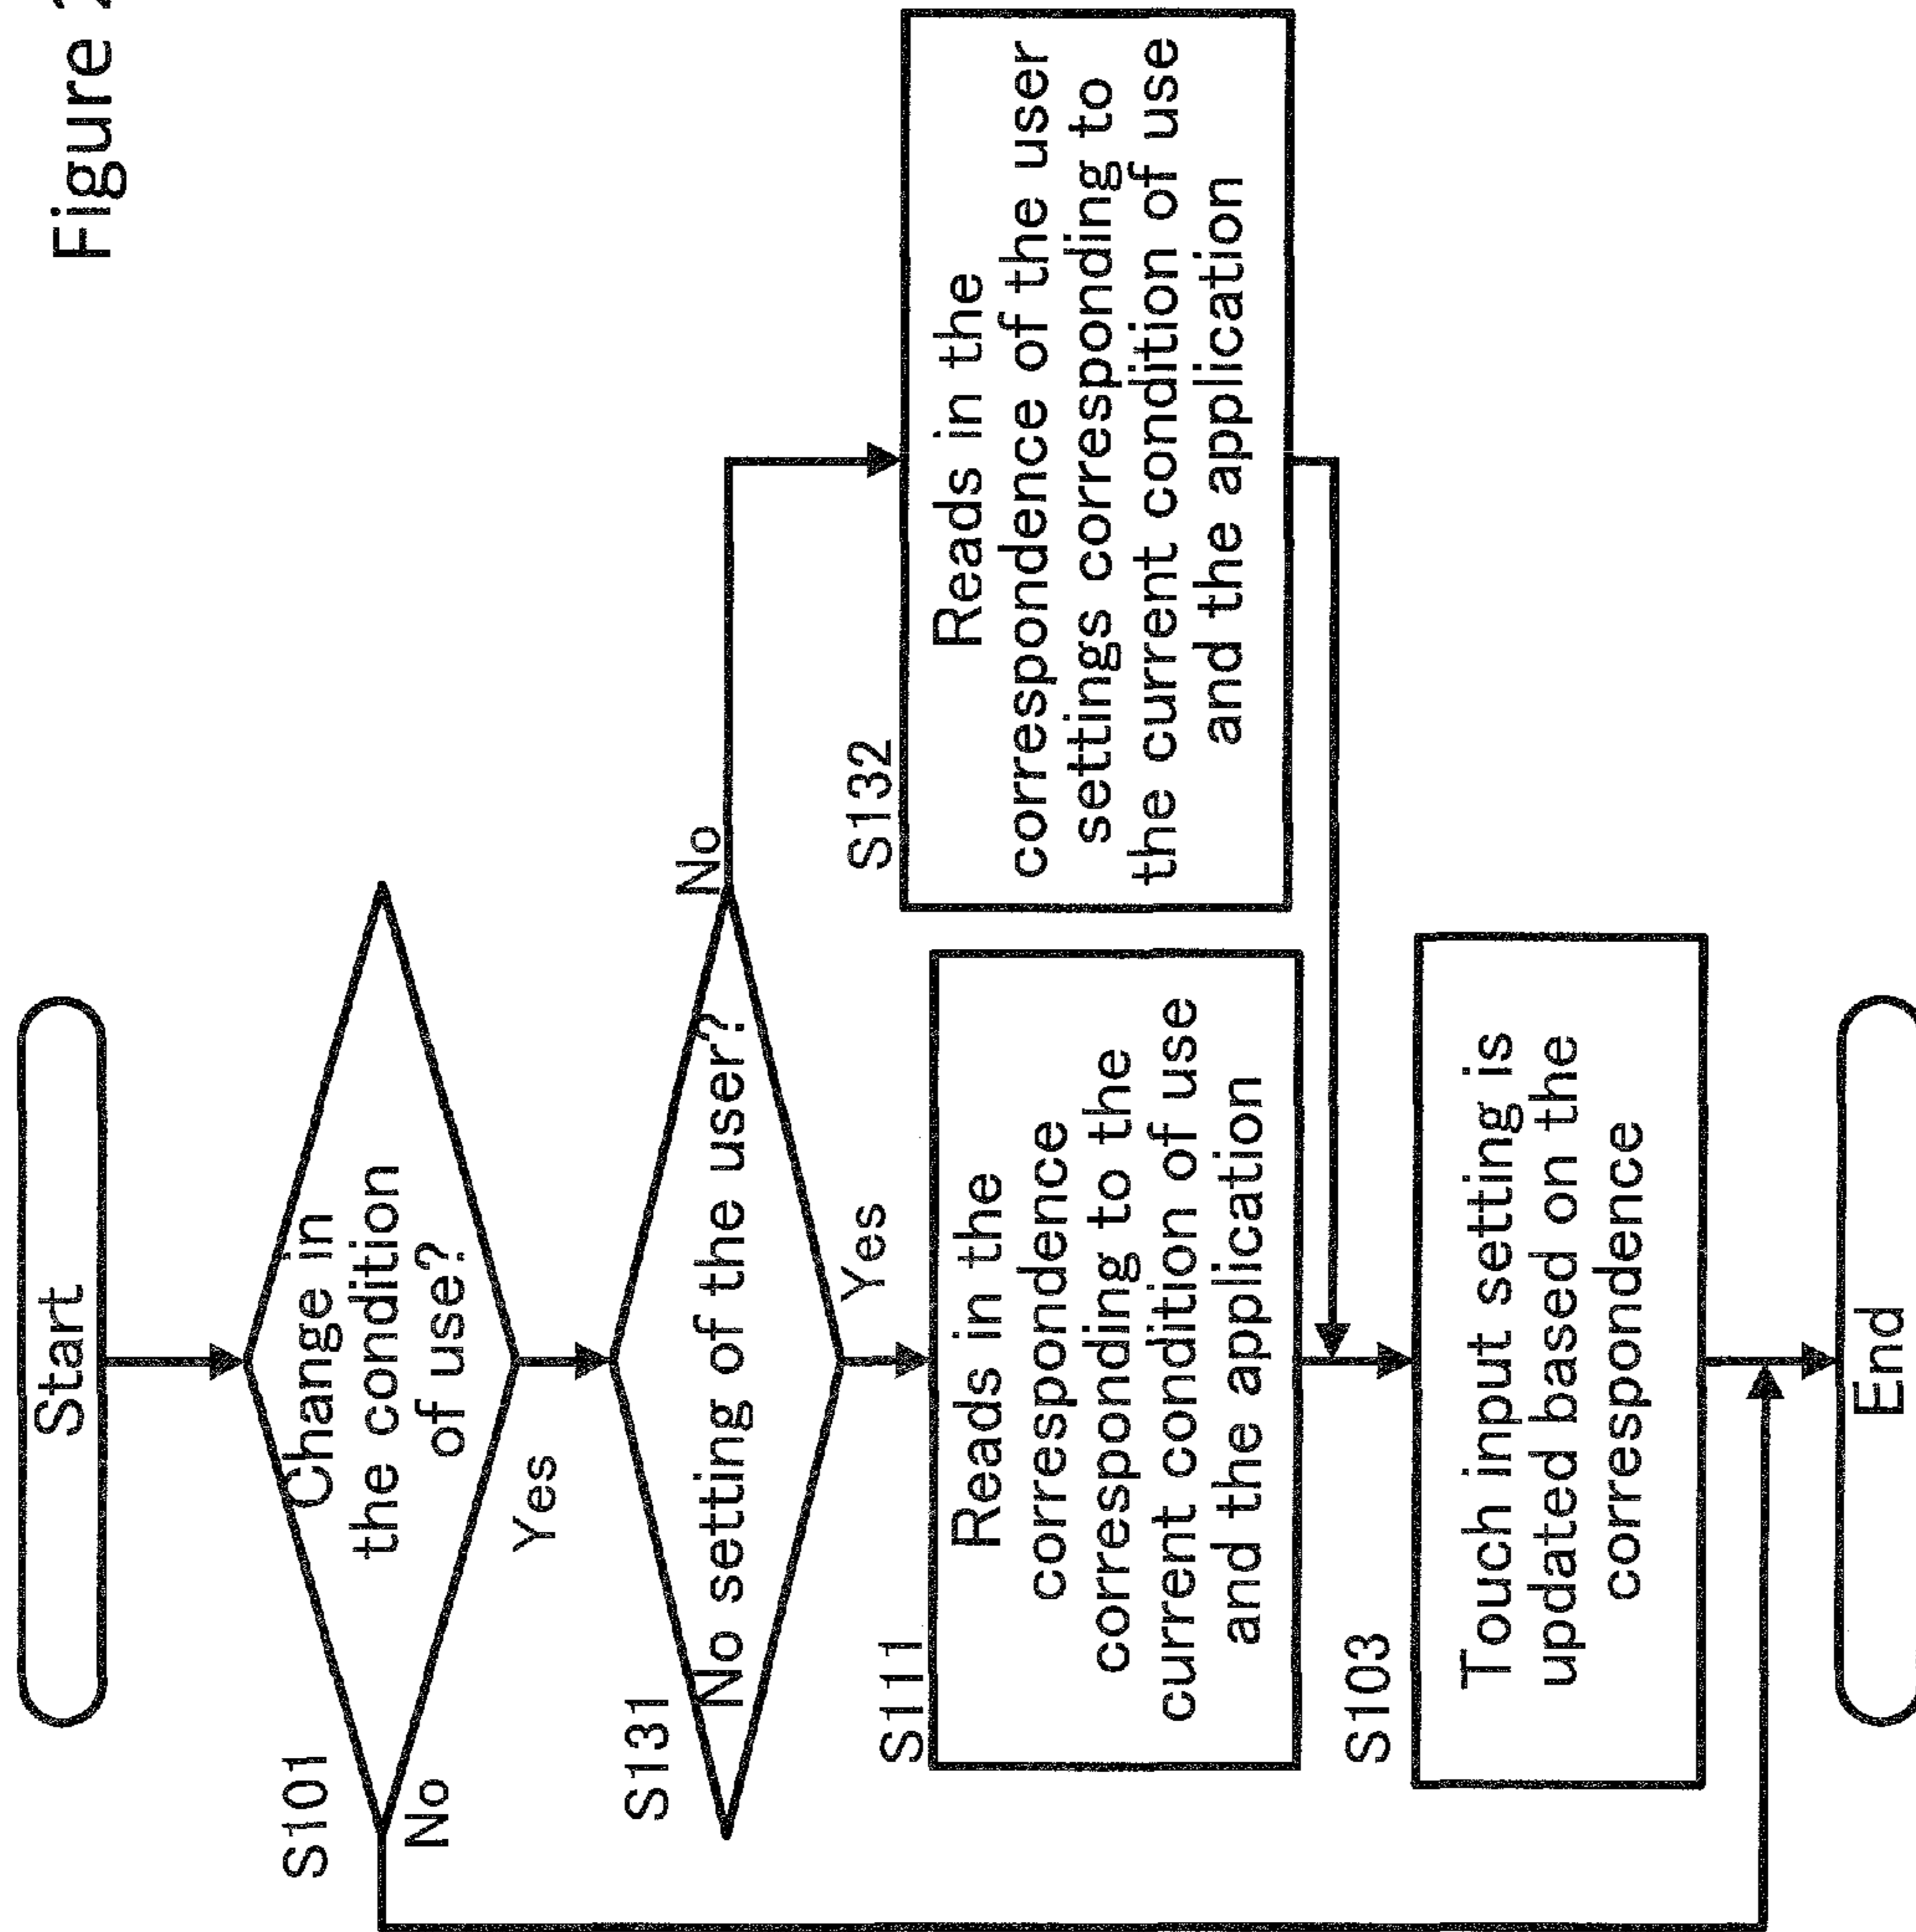 Figure
Start
S101
Change in
the condition
of use?
No
Yes
S131
No setting of the user?
No
Yes
S111
Reads in the
correspondence
corresponding to the
current condition of use
and the application
S132
Reads in the
correspondence of the user
settings corresponding to
the current condition of use
and the application
S103
Touch input setting is
updated based on the
correspondence
End